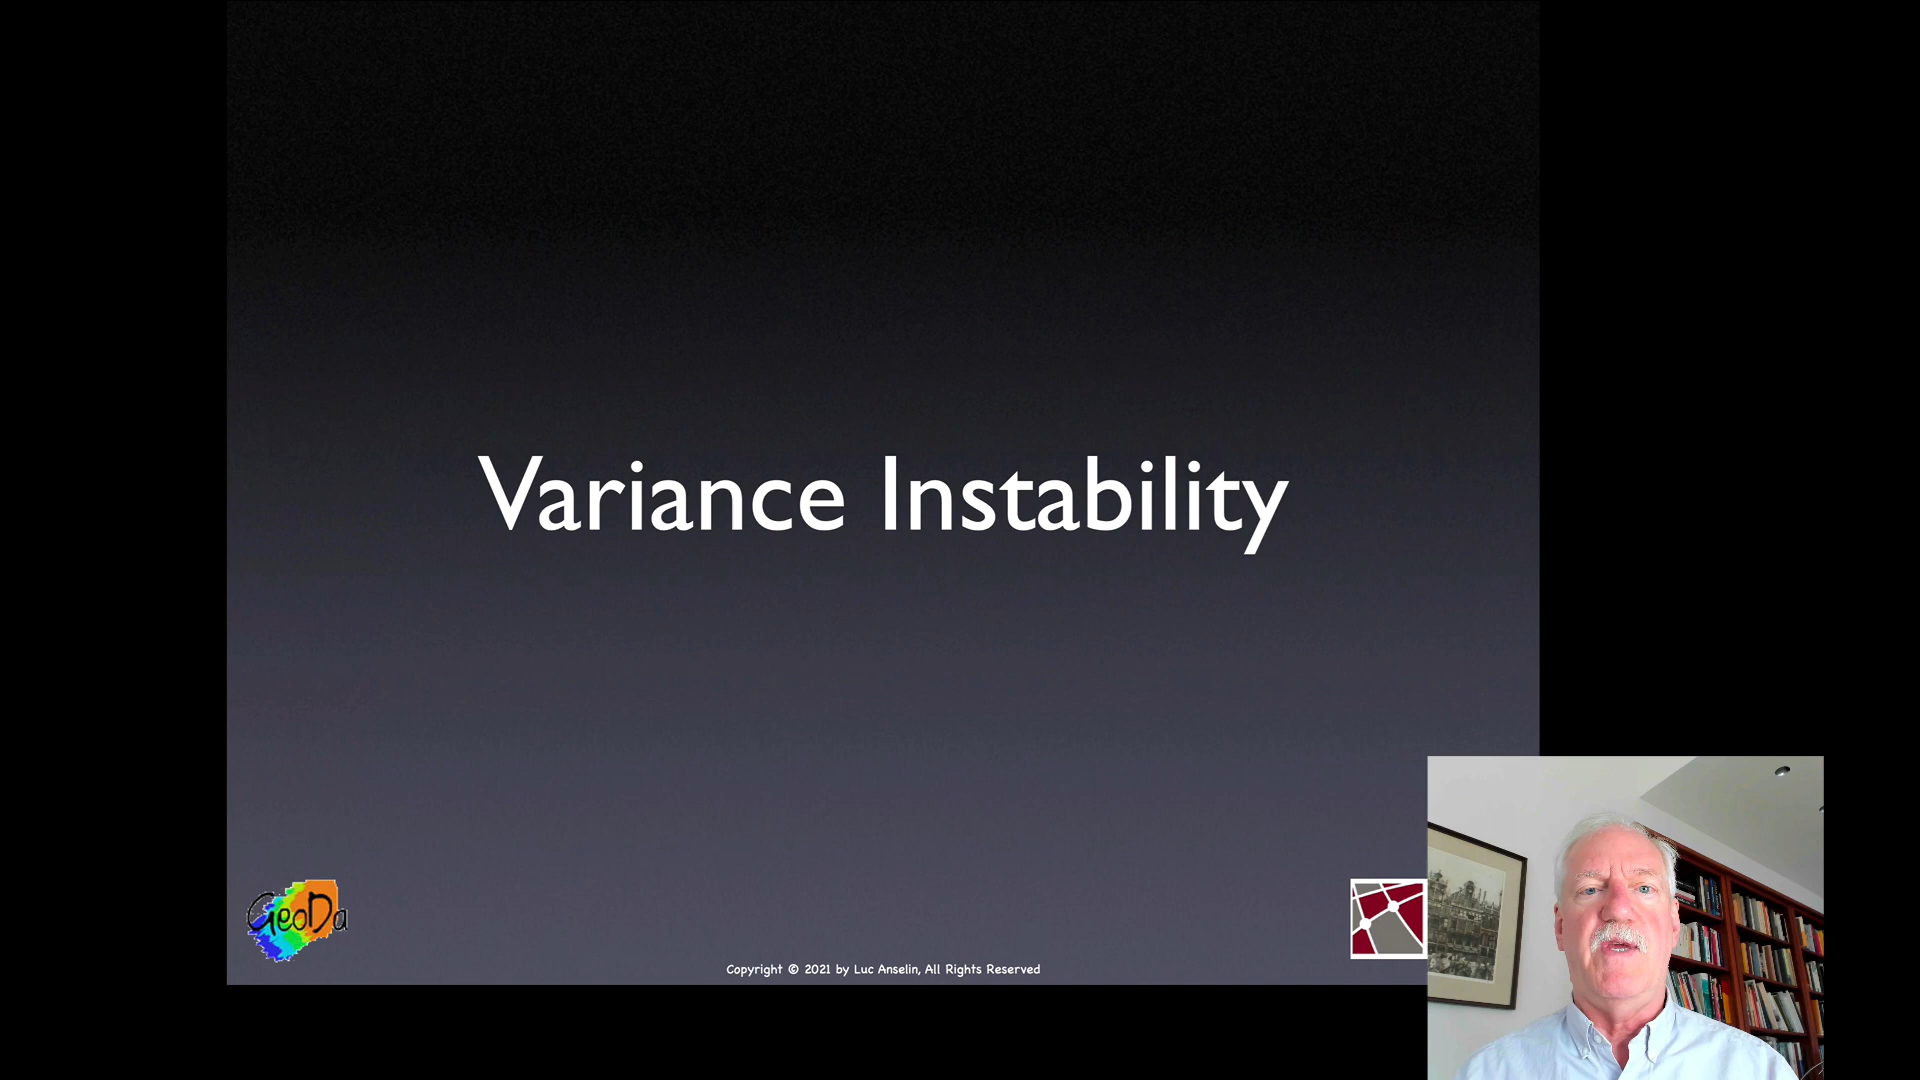 Variance Instability
GeoDa
Copyright © 2021 by Luc Anselin, All Rights Reserved